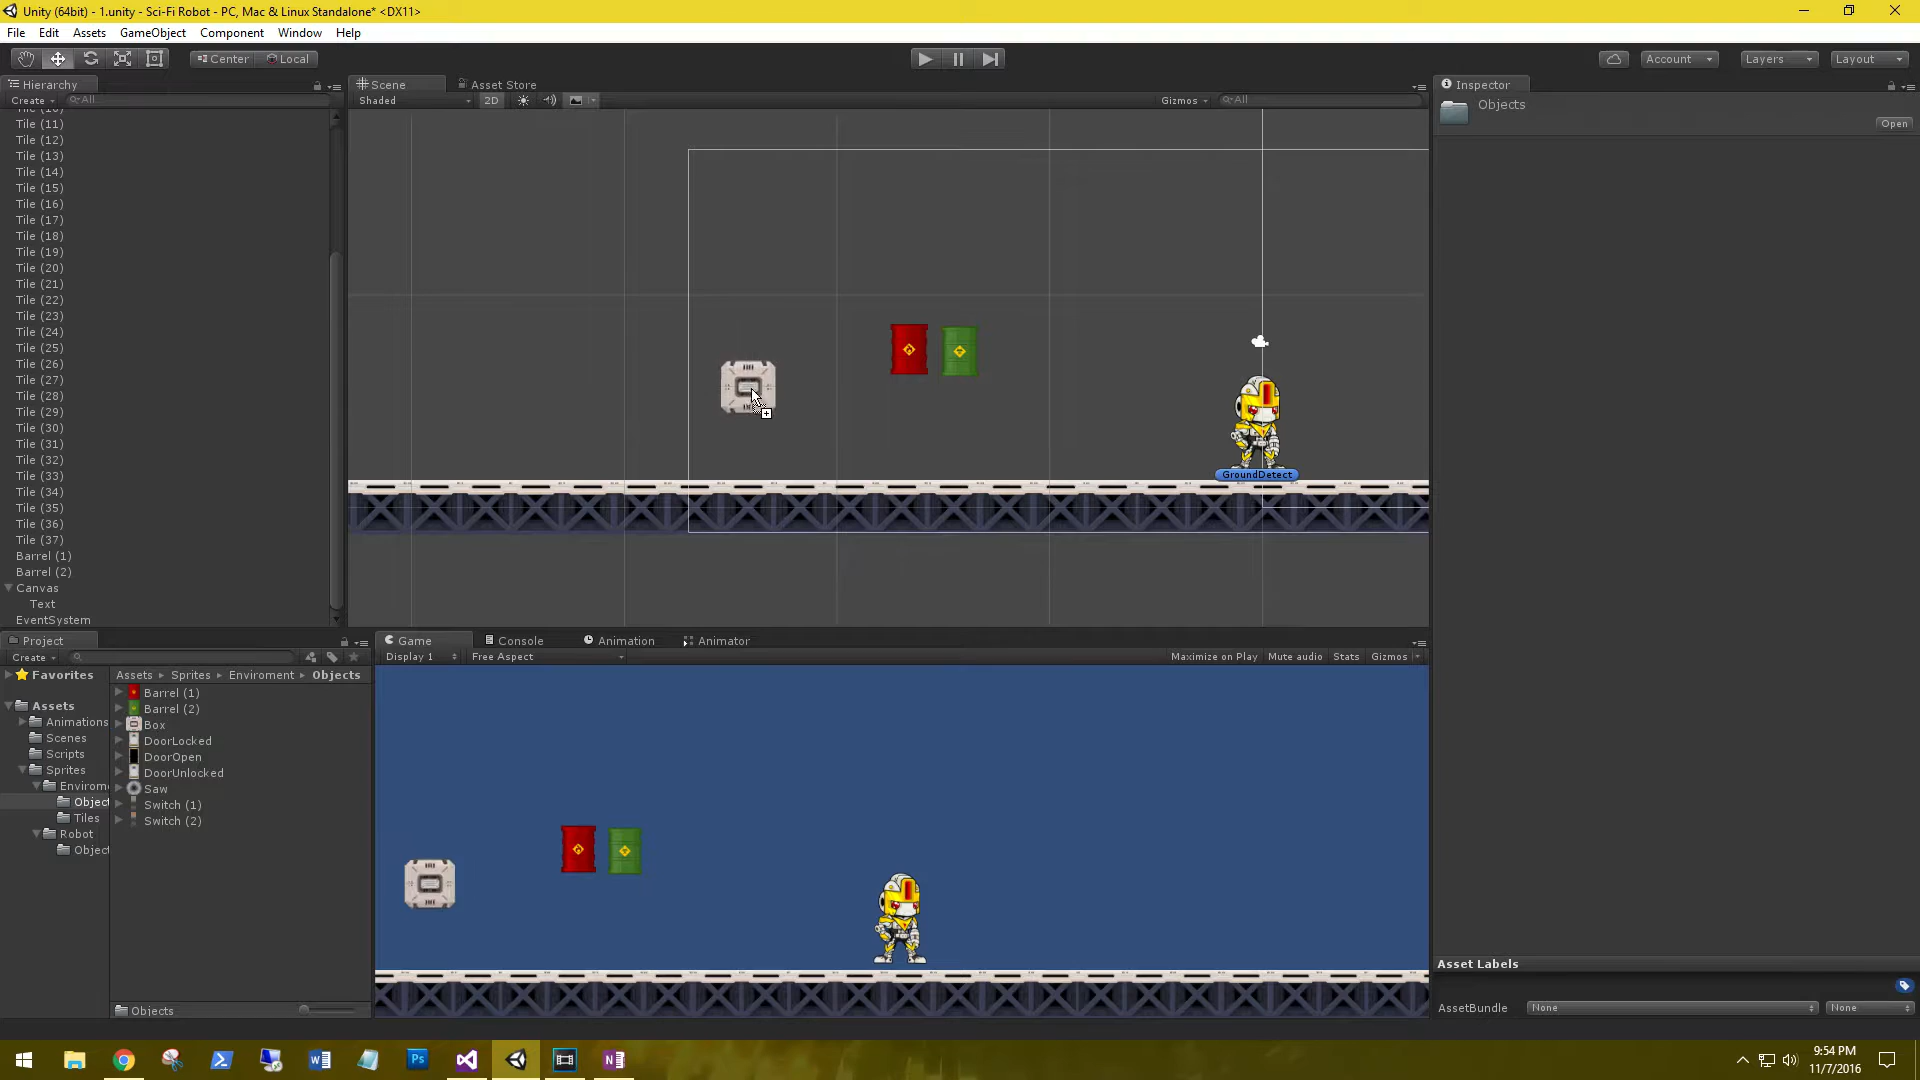 Unity (64bit) - 1.unity - Sci-Fi Robot - PC, Mac & Linux Standalone* <DX11>
File Edit Assets GameObject Component Window Help
Center Local Account Layers Layout
Hierarchy
Create All
Tile (11)
Tile (12)
Tile (13)
Tile (14)
Tile (15)
Tile (16)
Tile (17)
Tile (18)
Tile (19)
Tile (20)
Tile (21)
Tile (22)
Tile (23)
Tile (24)
Tile (25)
Tile (26)
Tile (27)
Tile (28)
Tile (29)
Tile (30)
Tile (31)
Tile (32)
Tile (33)
Tile (34)
Tile (35)
Tile (36)
Tile (37)
Barrel (1)
Barrel (2)
Canvas
Text
EventSystem
Scene Asset Store
Shaded 2D Gizmos All
GroundDetect
Inspector
Objects
Open
Project
Create
Favorites
Assets
Animations
Scenes
Scripts
Sprites
Envirom
Object
Tiles
Robot
Object
Assets Sprites Enviroment Objects
Barrel (1)
Barrel (2)
Box
DoorLocked
DoorOpen
DoorUnlocked
Saw
Switch (1)
Switch (2)
Objects
Game Console Animation Animator
Display 1 Free Aspect Maximize on Play Mute audio Stats Gizmos
Asset Labels
AssetBundle None None
9:54 PM
11/7/2016